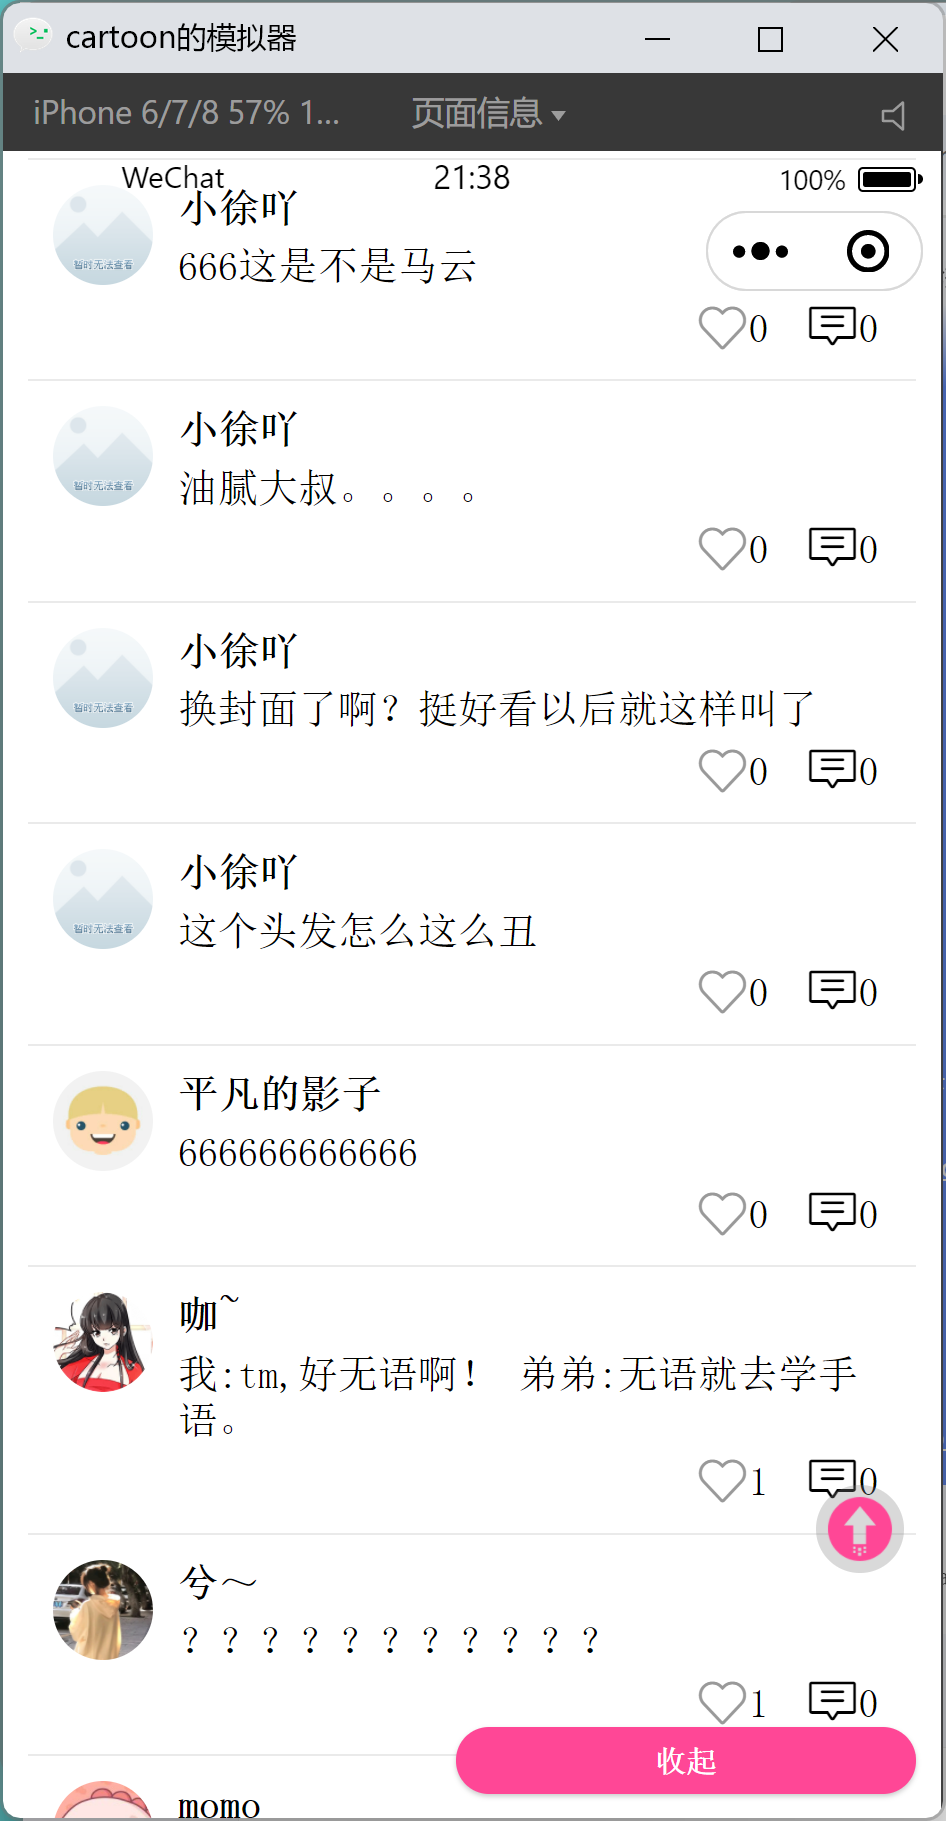 cartoon的模拟器
iPhone 6/7/8 57% 1...
页面信息
WeChat
21:38
100%
小徐吖
暂时无法查看
666这是不是马云
0
0
小徐吖
暂时无法查看
油腻大叔。。。。
0
0
小徐吖
暂时无法查看
换封面了啊？挺好看以后就这样叫了
0
0
小徐吖
暂时无法查看
这个头发怎么这么丑
0
0
平凡的影子
666666666666
0
0
咖~
我:tm,好无语啊！ 弟弟:无语就去学手
语。
1
0
兮～
？？？？？？？？？？？
1
0
收起
momo